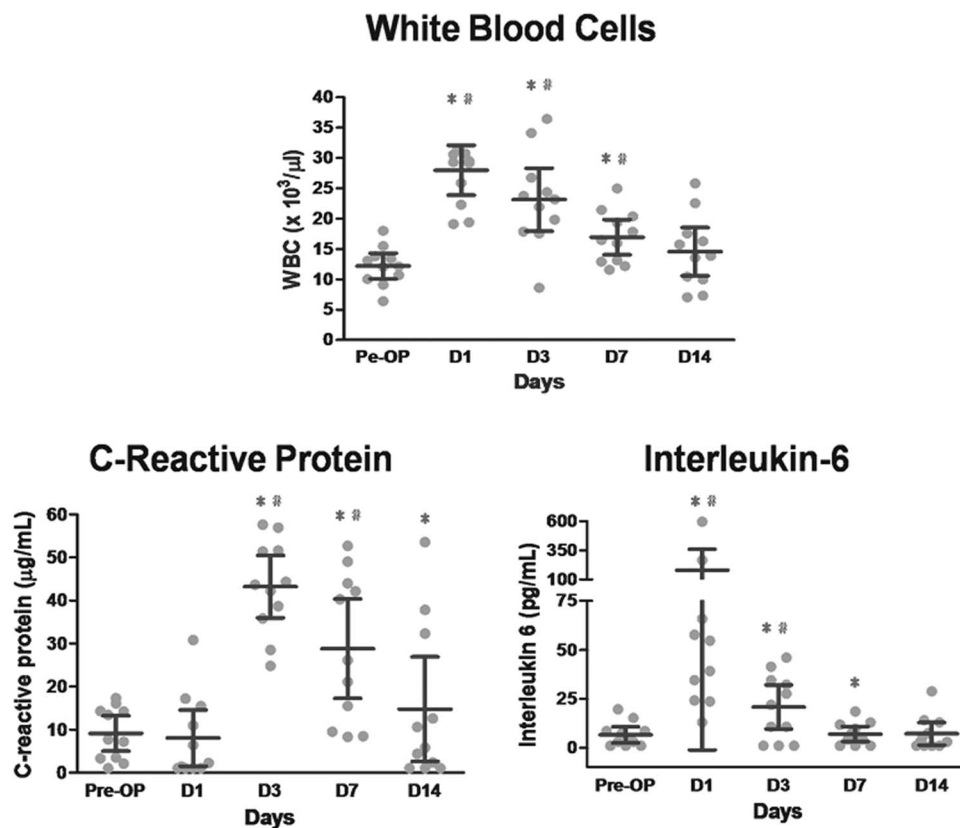 White Blood Cells
* #
* #
* #
40
35
30
25
20
15
10
5
0
WBC (x 10³/µl)
Pe-OP D1 D3 D7 D14
Days
C-Reactive Protein
* #
* #
*
60
50
40
30
20
10
0
C-reactive protein (µg/mL)
Pre-OP D1 D3 D7 D14
Days
Interleukin-6
* #
* #
*
600
350
100
75
50
25
0
Interleukin 6 (pg/mL)
Pre-OP D1 D3 D7 D14
Days